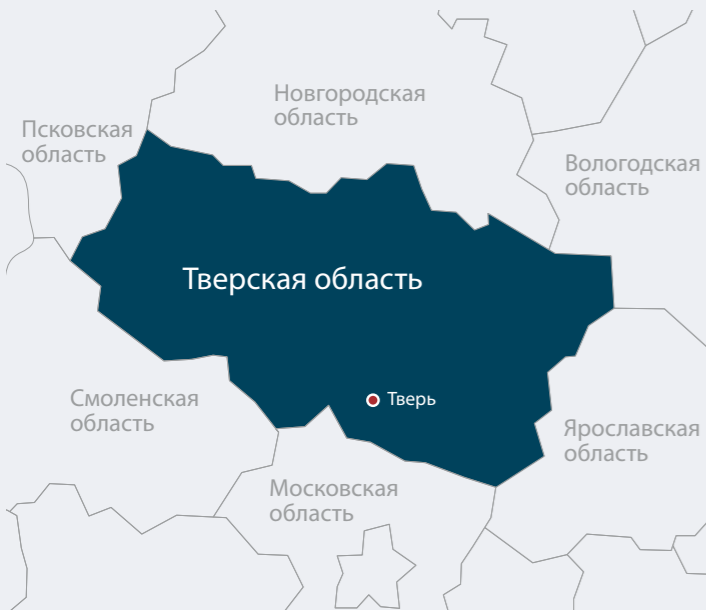 Новгородская
область
Псковская
область
Вологодская
область
Тверская область
Смоленская
область
Тверь
Ярославская
область
Московская
область